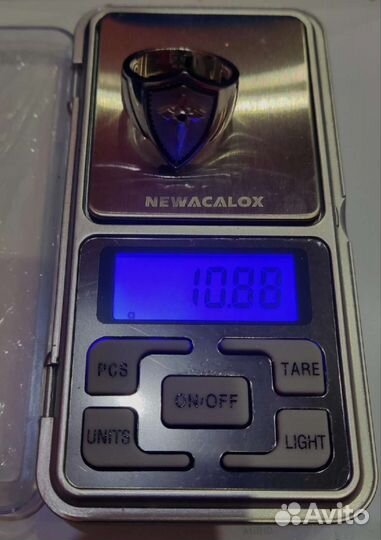 NEWACALOX
10.88
g
PCS
TARE
ON/OFF
UNITS
LIGHT
Avito